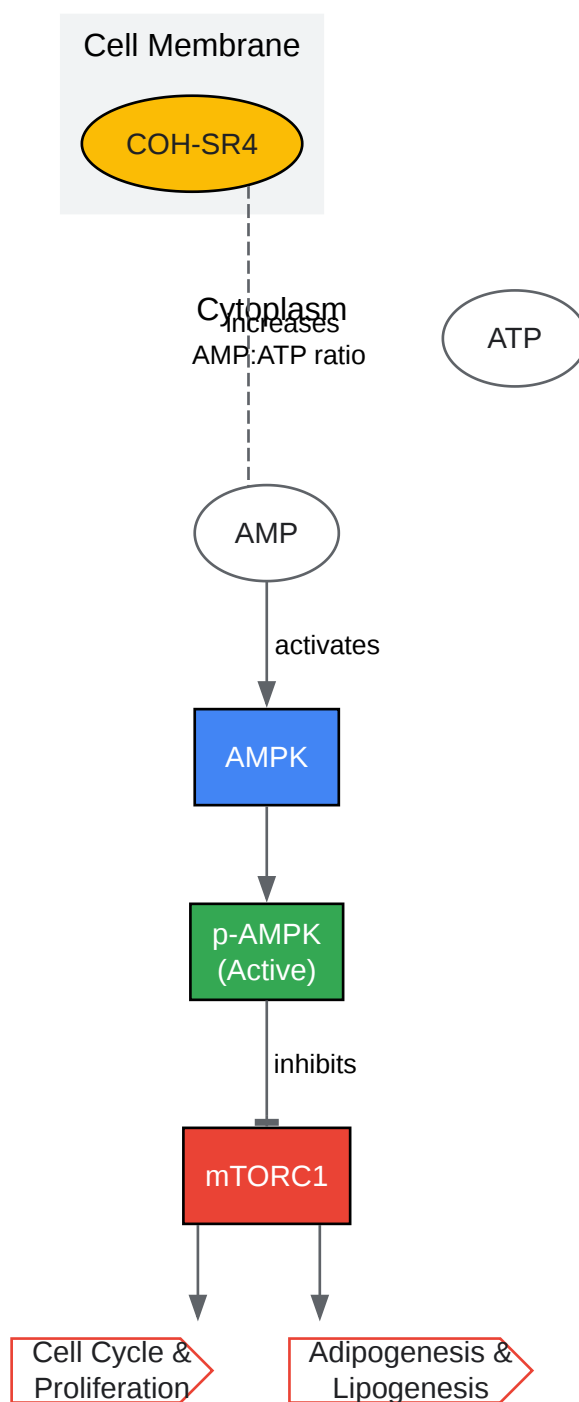 Cell Membrane
COH-SR4
Cytoplasm
increases
AMP:ATP ratio
ATP
AMP
activates
AMPK
p-AMPK
(Active)
inhibits
mTORC1
Cell Cycle &
Proliferation
Adipogenesis &
Lipogenesis